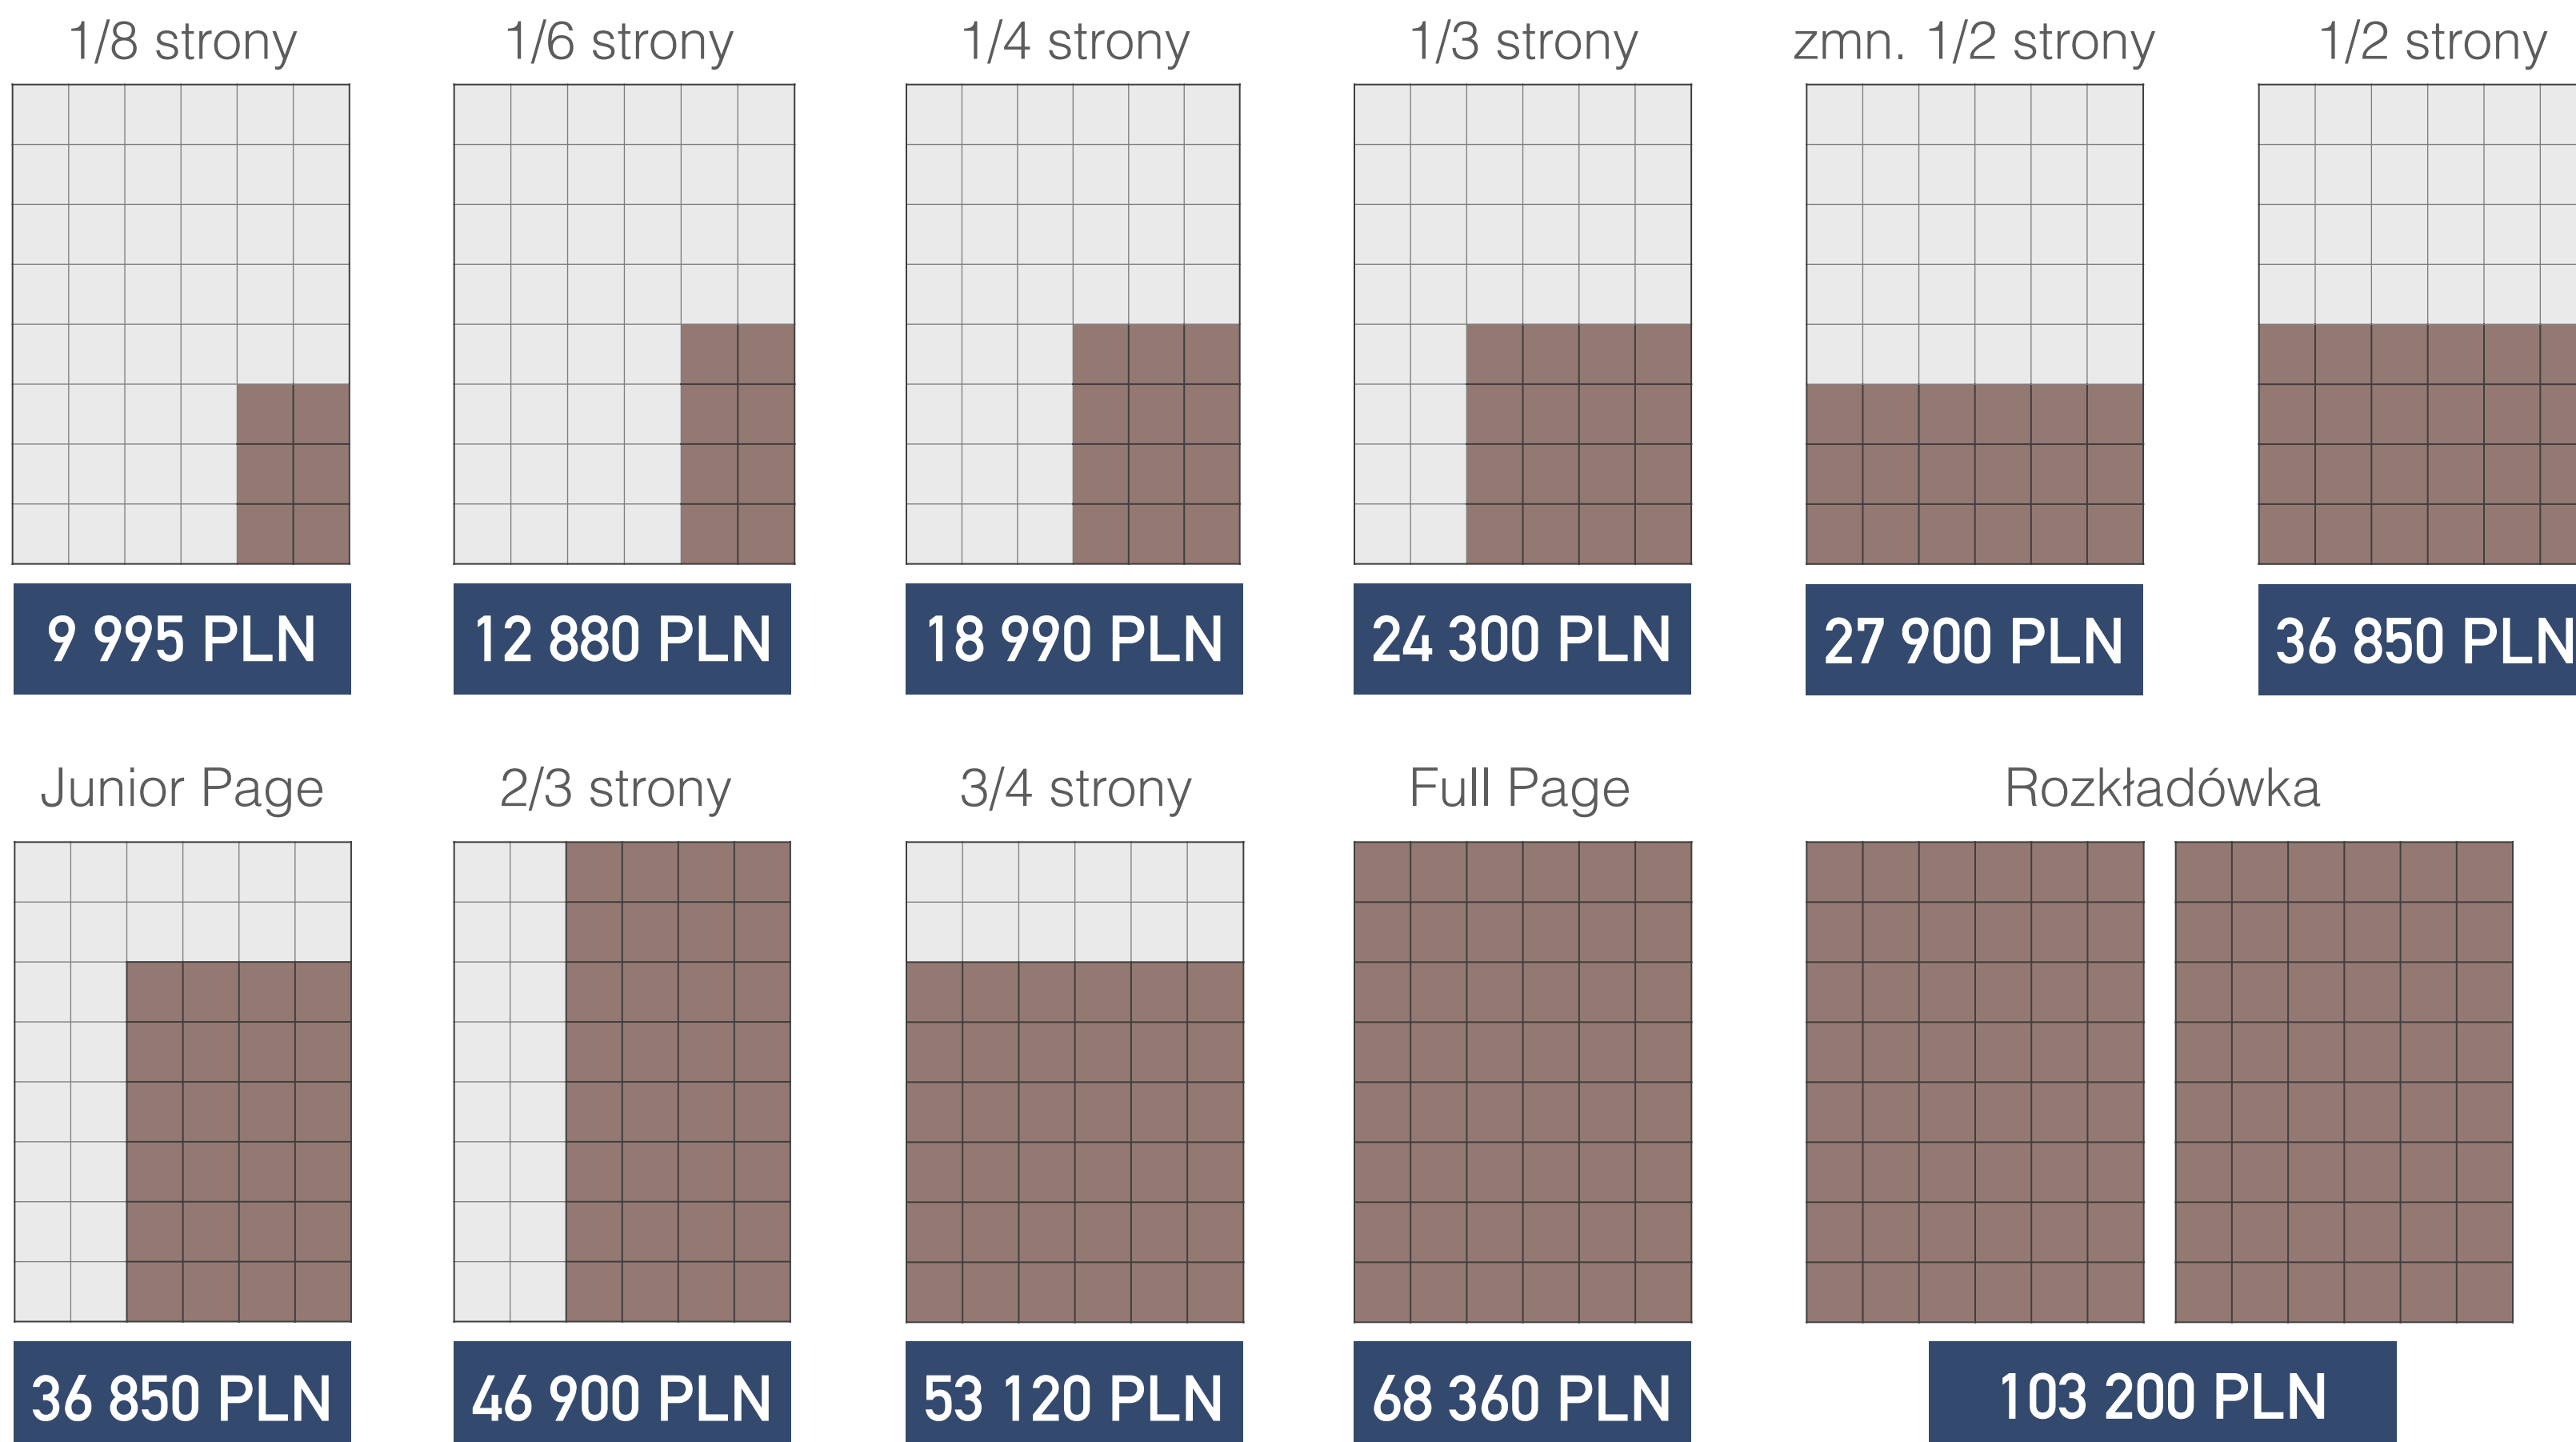 1/8 strony
1/6 strony
1/4 strony
1/3 strony
zmn. 1/2 strony
1/2 strony
9 995 PLN
12 880 PLN
18 990 PLN
24 300 PLN
27 900 PLN
36 850 PLN
Junior Page
2/3 strony
3/4 strony
Full Page
Rozkładówka
36 850 PLN
46 900 PLN
53 120 PLN
68 360 PLN
103 200 PLN